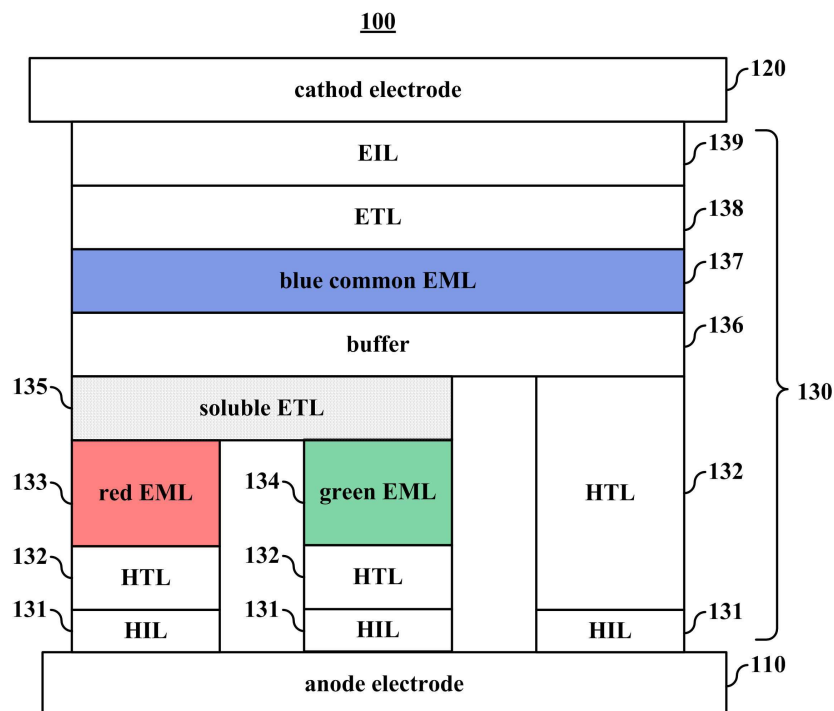 100
cathod electrode
120
EIL
139
ETL
138
blue common EML
137
buffer
136
135
soluble ETL
130
133
red EML
134
green EML
HTL
132
132
HTL
132
HTL
131
HIL
131
HIL
HIL
131
anode electrode
110